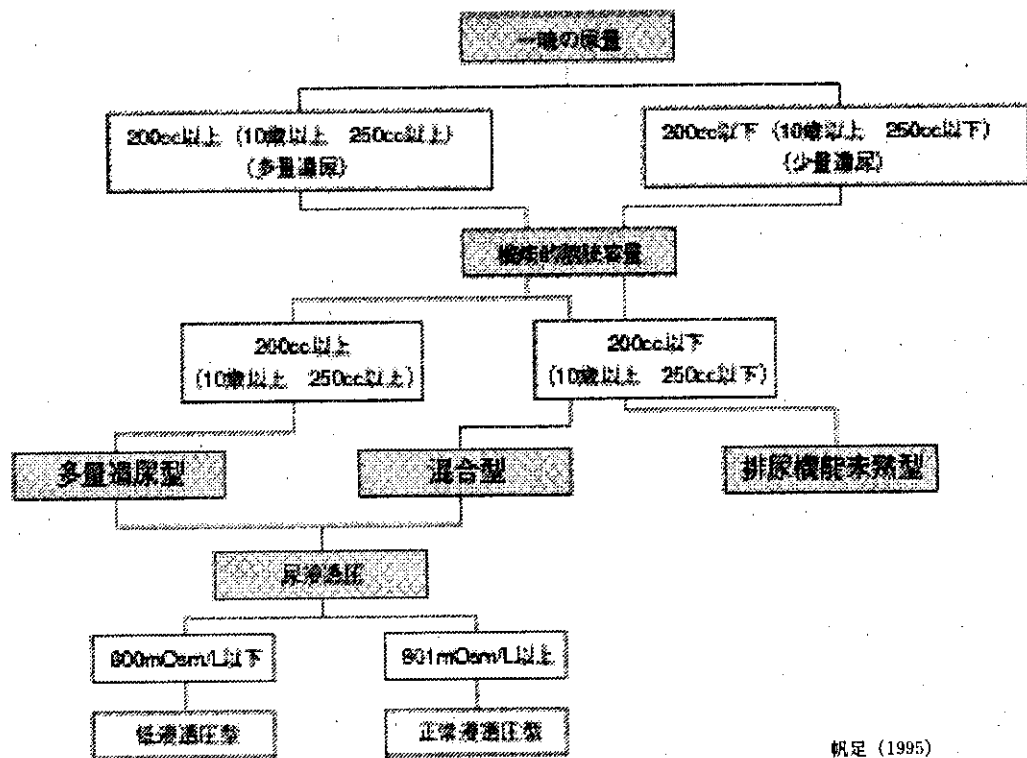 一晩の尿量
200cc以上 (10歳以上 250cc以上)
(多量遺尿)
200cc以下 (10歳以上 250cc以下)
(少量遺尿)
機能的膀胱容量
200cc以上
(10歳以上 250cc以上)
200cc以下
(10歳以上 250cc以下)
多量遺尿型
混合型
排尿機能未熟型
尿浸透圧
800mOsm/L以下
801mOsm/L以上
低浸透圧型
正常浸透圧型
帆足 (1995)